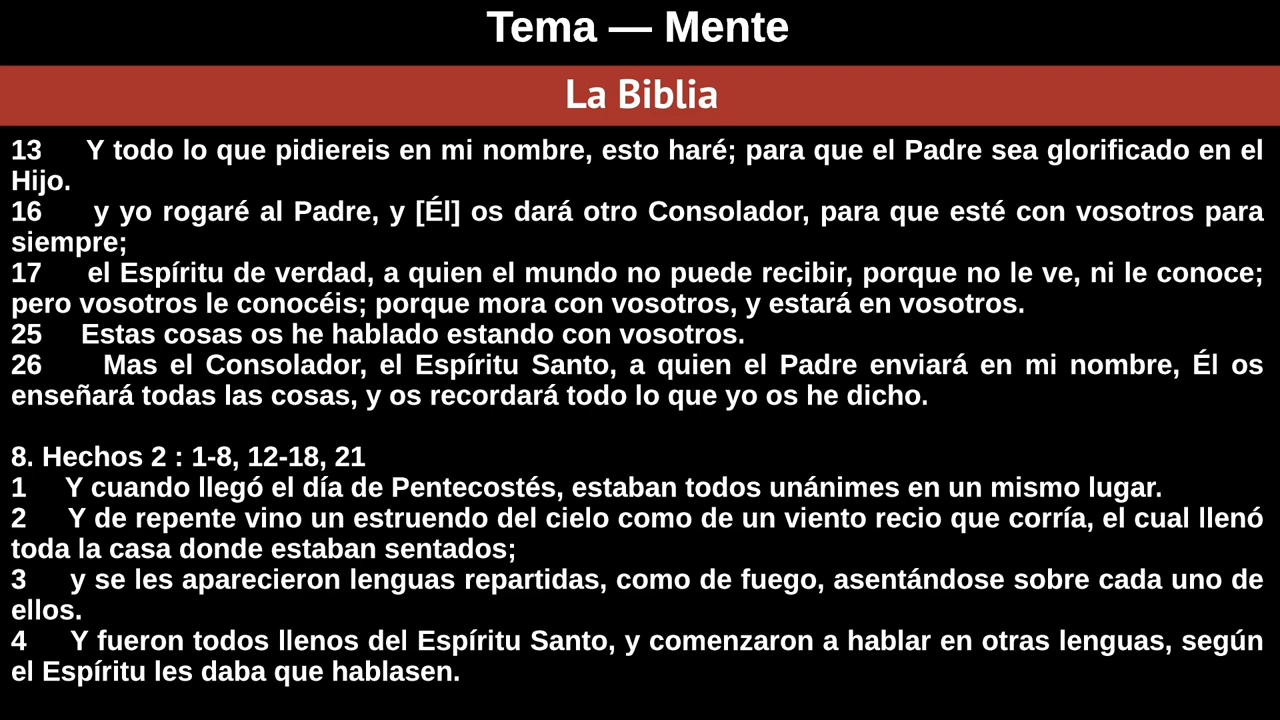 Tema — Mente
La Biblia
13 Y todo lo que pidiereis en mi nombre, esto haré; para que el Padre sea glorificado en el
Hijo.
16 y yo rogaré al Padre, y [Él] os dará otro Consolador, para que esté con vosotros para
siempre;
17 el Espíritu de verdad, a quien el mundo no puede recibir, porque no le ve, ni le conoce;
pero vosotros le conocéis; porque mora con vosotros, y estará en vosotros.
25 Estas cosas os he hablado estando con vosotros.
26 Mas el Consolador, el Espíritu Santo, a quien el Padre enviará en mi nombre, Él os
enseñará todas las cosas, y os recordará todo lo que yo os he dicho.
8. Hechos 2 : 1-8, 12-18, 21
1 Y cuando llegó el día de Pentecostés, estaban todos unánimes en un mismo lugar.
2 Y de repente vino un estruendo del cielo como de un viento recio que corría, el cual llenó
toda la casa donde estaban sentados;
3 y se les aparecieron lenguas repartidas, como de fuego, asentándose sobre cada uno de
ellos.
4 Y fueron todos llenos del Espíritu Santo, y comenzaron a hablar en otras lenguas, según
el Espíritu les daba que hablasen.